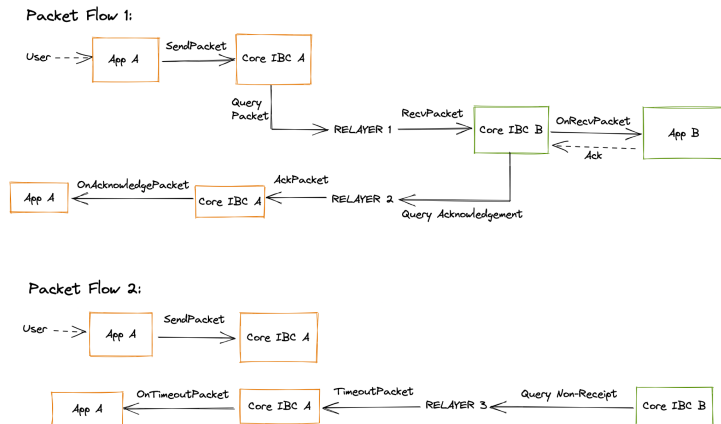 Packet Flow 1:
User
App A
SendPacket
Core IBC A
Query
Packet
RELAYER 1
RecvPacket
Core IBC B
OnRecvPacket
App B
Ack
App A
OnAcknowledgePacket
Core IBC A
AckPacket
RELAYER 2
Query Acknowledgement
Packet Flow 2:
User
App A
SendPacket
Core IBC A
App A
OnTimeoutPacket
Core IBC A
TimeoutPacket
RELAYER 3
Query Non-Receipt
Core IBC B